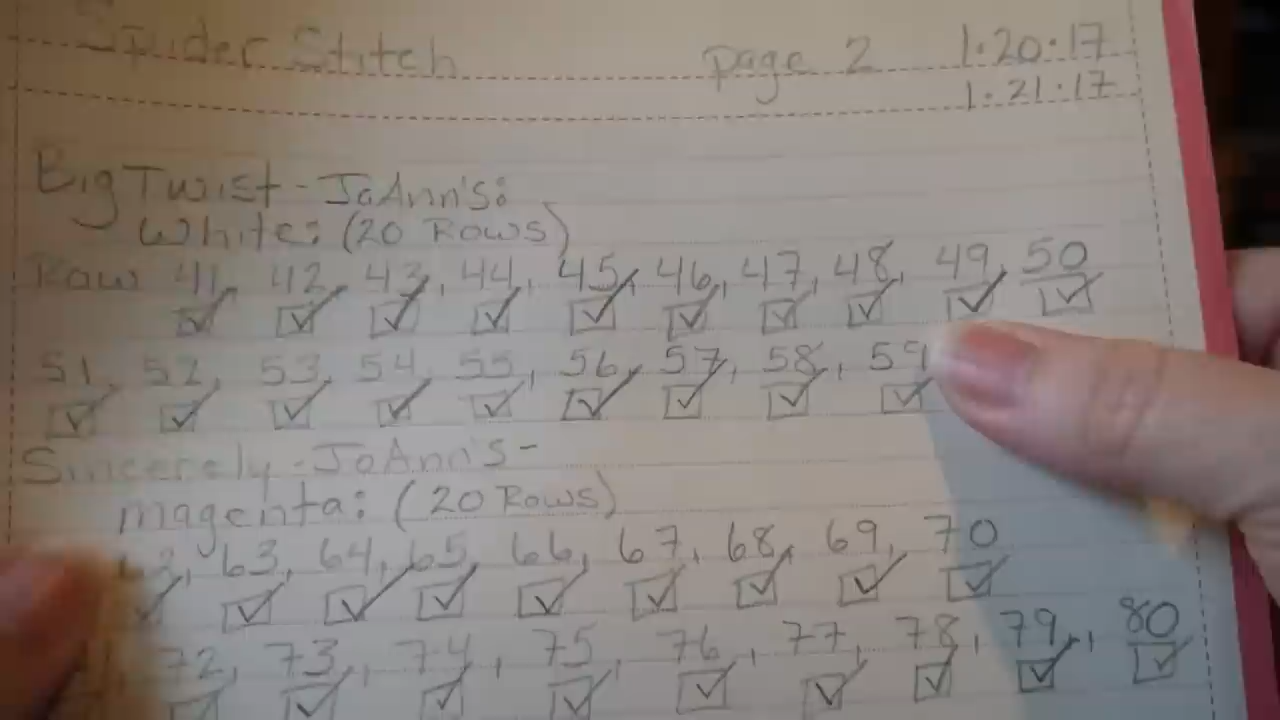 Spider Stitch page 2 1.20.17
1.21.17
Big Twist - JoAnn's:
White: (20 Rows)
Row 41, 42, 43, 44, 45, 46, 47, 48, 49, 50
51, 52, 53, 54, 55, 56, 57, 58, 59
Sincerely - JoAnn's -
magenta: (20 Rows)
63, 64, 65, 66, 67, 68, 69, 70
72, 73, 74, 75, 76, 77, 78, 79, 80